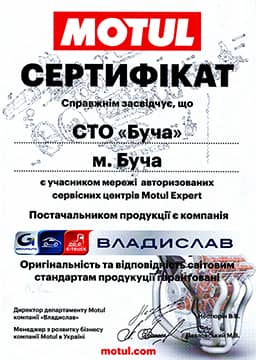 MOTUL
СЕРТИФІКАТ
Справжнім засвідчує, що
СТО «Буча»
м. Буча
є учасником мережі авторизованих
сервісних центрів Motul Expert
Постачальником продукції є компанія
ВЛАДИСЛАВ
Оригінальність та відповідність світовим
стандартам продукції гарантовані
Директор департаменту Motul
компанії «Владислав»
Нестюрін В.В.
Менеджер з розвитку бізнесу
компанії Motul в Україні
М.В.
motul.com